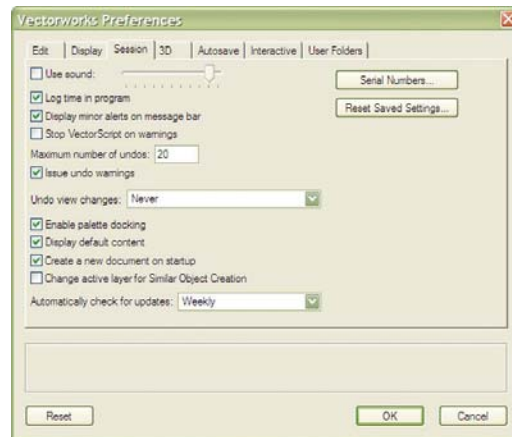 Vectorworks Preferences
Edit Display Session 3D Autosave Interactive User Folders
Use sound:
Serial Numbers...
Log time in program
Reset Saved Settings...
Display minor alerts on message bar
Stop VectorScript on warnings
Maximum number of undos: 20
Issue undo warnings
Undo view changes: Never
Enable palette docking
Display default content
Create a new document on startup
Change active layer for Similar Object Creation
Automatically check for updates: Weekly
Reset OK Cancel